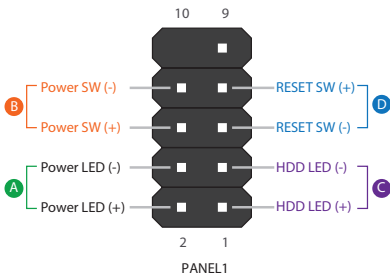 10 9
Power SW (-) RESET SW (+)
B D
Power SW (+) RESET SW (-)
Power LED (-) HDD LED (-)
A C
Power LED (+) HDD LED (+)
2 1
PANEL1